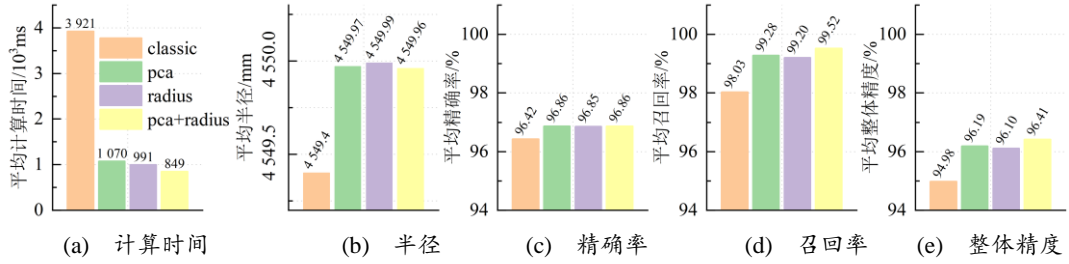 平均计算时间/10³ms
4
3
2
1
0
3 921
1 070
991
849
classic
pca
radius
pca+radius
平均半径/mm
4 550.0
4 549.5
4 549.4
4 549.97
4 549.99
4 549.96
平均精确率/%
100
98
96
94
96.42
96.86
96.85
96.86
平均召回率/%
100
98
96
94
98.03
99.28
99.20
99.52
平均整体精度/%
100
98
96
94
94.98
96.19
96.10
96.41
(a) 计算时间
(b) 半径
(c) 精确率
(d) 召回率
(e) 整体精度